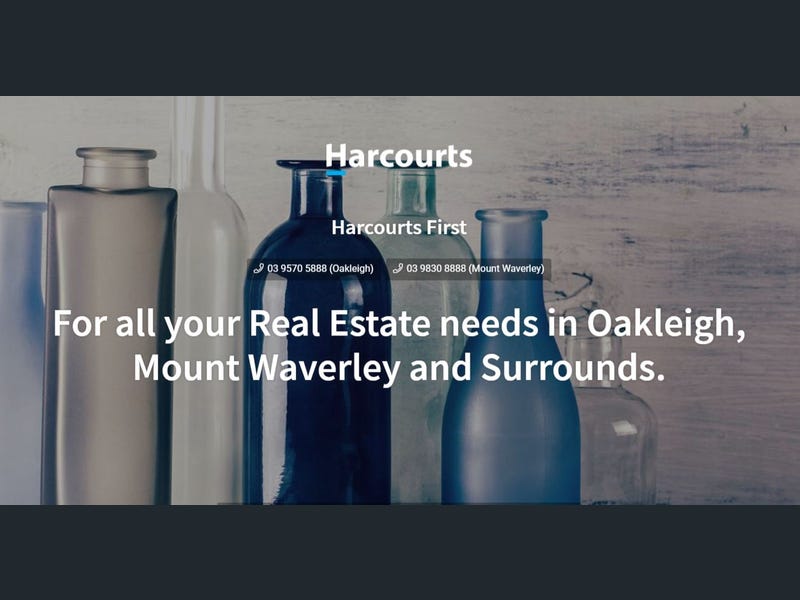 Harcourts
Harcourts First
03 9570 5888 (Oakleigh) 03 9830 8888 (Mount Waverley)
For all your Real Estate needs in Oakleigh,
Mount Waverley and Surrounds.